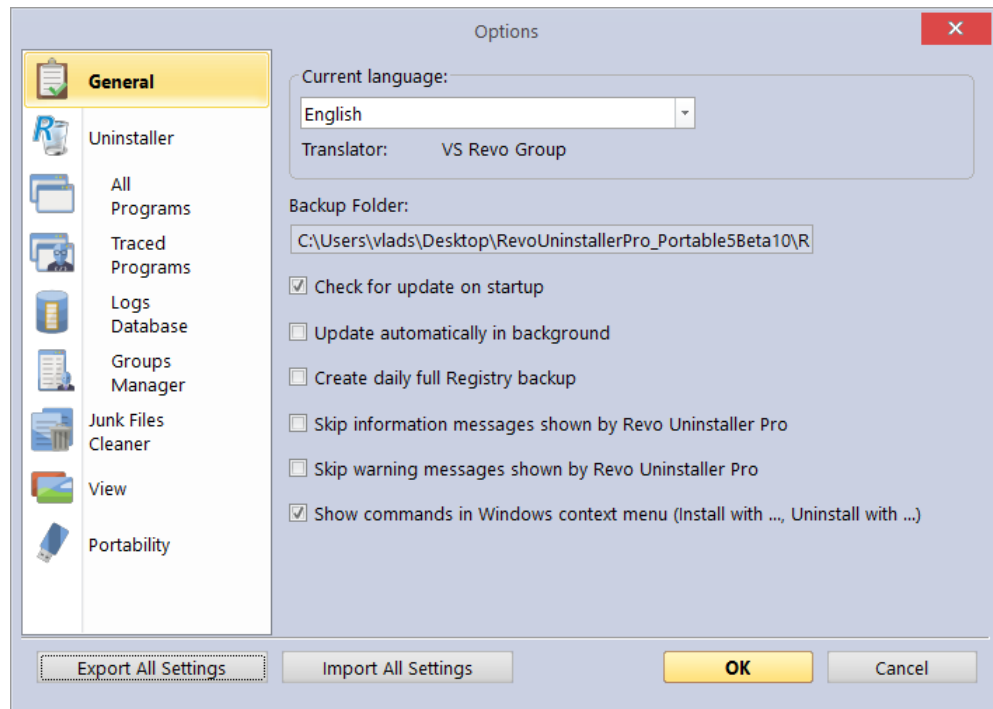 Options
General
Uninstaller
All
Programs
Traced
Programs
Logs
Database
Groups
Manager
Junk Files
Cleaner
View
Portability
Current language:
English
Translator: VS Revo Group
Backup Folder:
C:\Users\vlads\Desktop\RevoUninstallerPro_Portable5Beta10\R
Check for update on startup
Update automatically in background
Create daily full Registry backup
Skip information messages shown by Revo Uninstaller Pro
Skip warning messages shown by Revo Uninstaller Pro
Show commands in Windows context menu (Install with ..., Uninstall with ...)
Export All Settings
Import All Settings
OK
Cancel